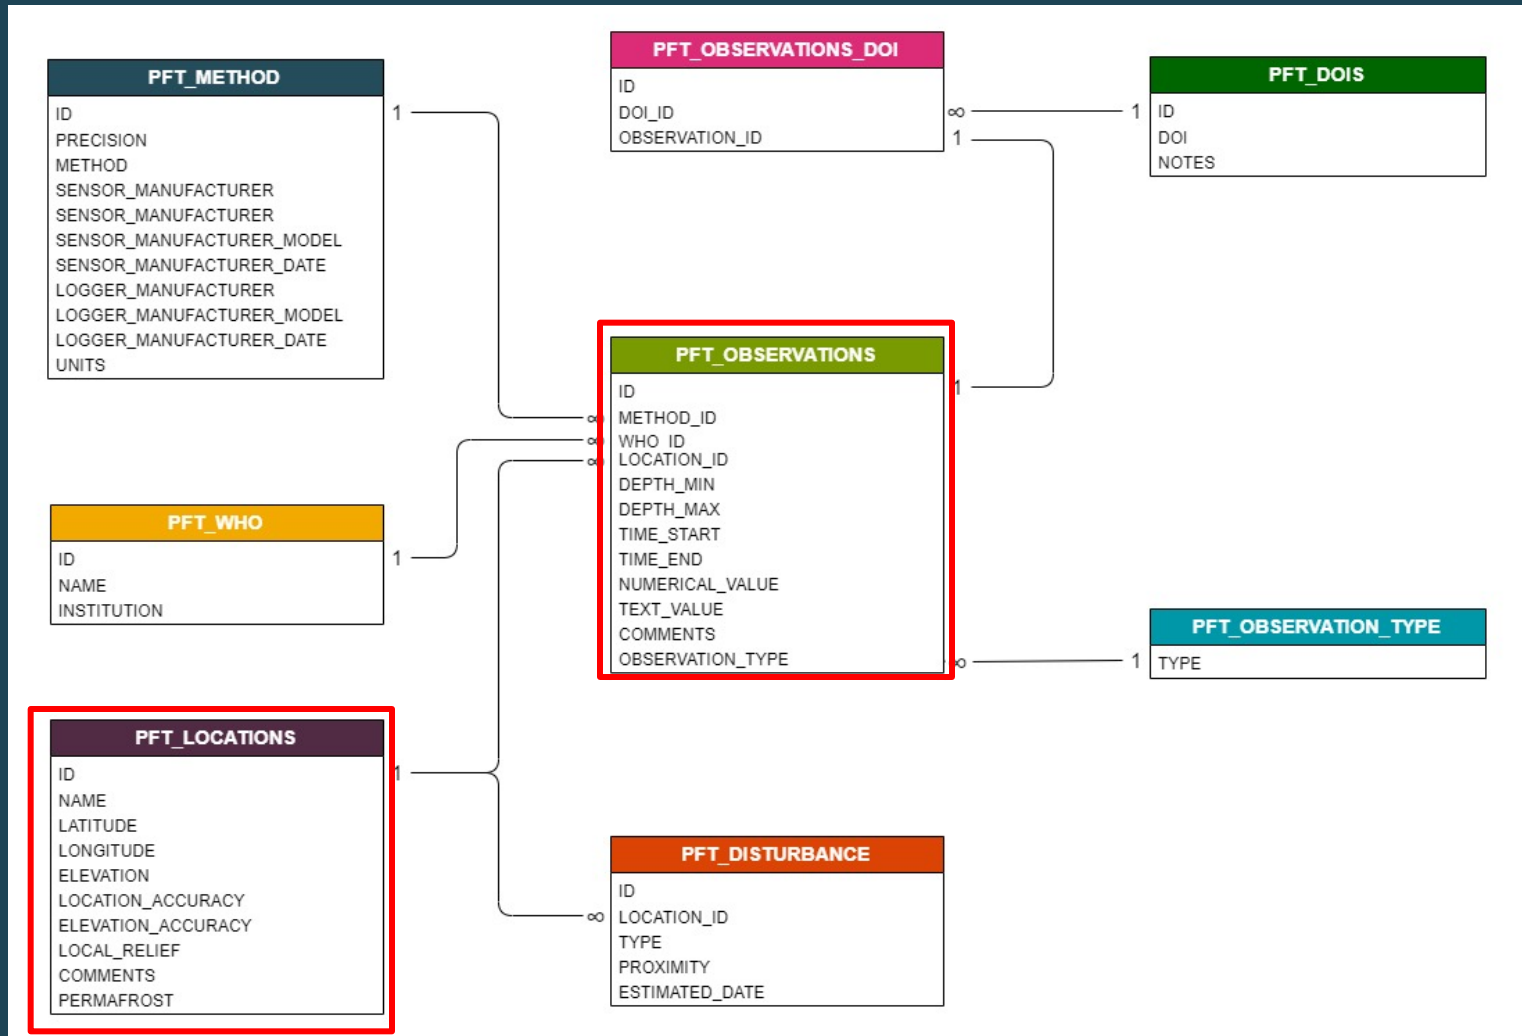 PFT_METHOD
ID
PRECISION
METHOD
SENSOR_MANUFACTURER
SENSOR_MANUFACTURER
SENSOR_MANUFACTURER_MODEL
SENSOR_MANUFACTURER_DATE
LOGGER_MANUFACTURER
LOGGER_MANUFACTURER_MODEL
LOGGER_MANUFACTURER_DATE
UNITS
1
PFT_OBSERVATIONS_DOI
ID
DOI_ID
OBSERVATION_ID
∞
1
1
PFT_DOIS
ID
DOI
NOTES
PFT_OBSERVATIONS
ID
METHOD_ID
WHO_ID
LOCATION_ID
DEPTH_MIN
DEPTH_MAX
TIME_START
TIME_END
NUMERICAL_VALUE
TEXT_VALUE
COMMENTS
OBSERVATION_TYPE
∞
∞
∞
1
∞
1
PFT_WHO
ID
NAME
INSTITUTION
1
PFT_OBSERVATION_TYPE
TYPE
PFT_LOCATIONS
ID
NAME
LATITUDE
LONGITUDE
ELEVATION
LOCATION_ACCURACY
ELEVATION_ACCURACY
LOCAL_RELIEF
COMMENTS
PERMAFROST
1
PFT_DISTURBANCE
ID
∞
LOCATION_ID
TYPE
PROXIMITY
ESTIMATED_DATE